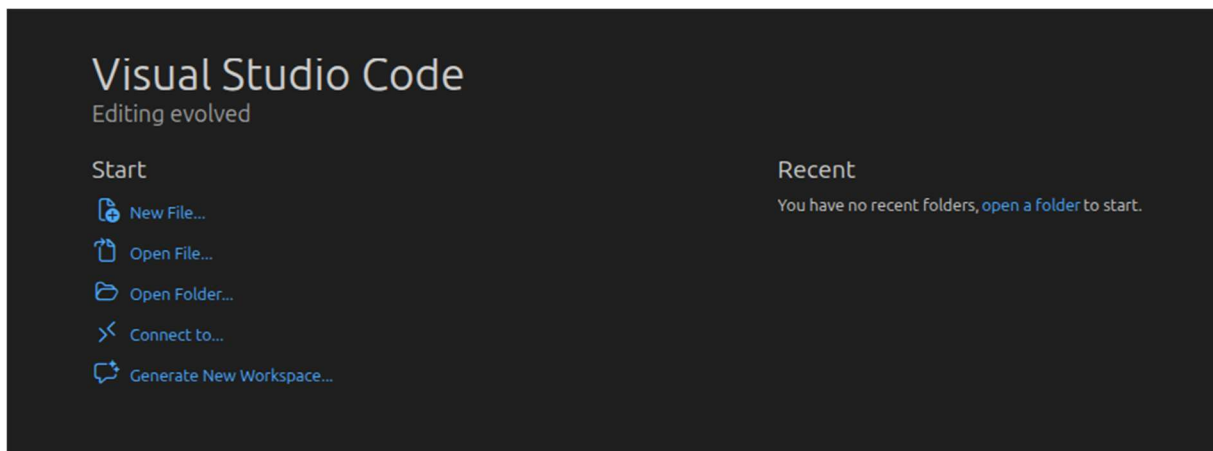 Visual Studio Code
Editing evolved
Start
New File...
Open File...
Open Folder...
Connect to...
Generate New Workspace...
Recent
You have no recent folders, open a folder to start.